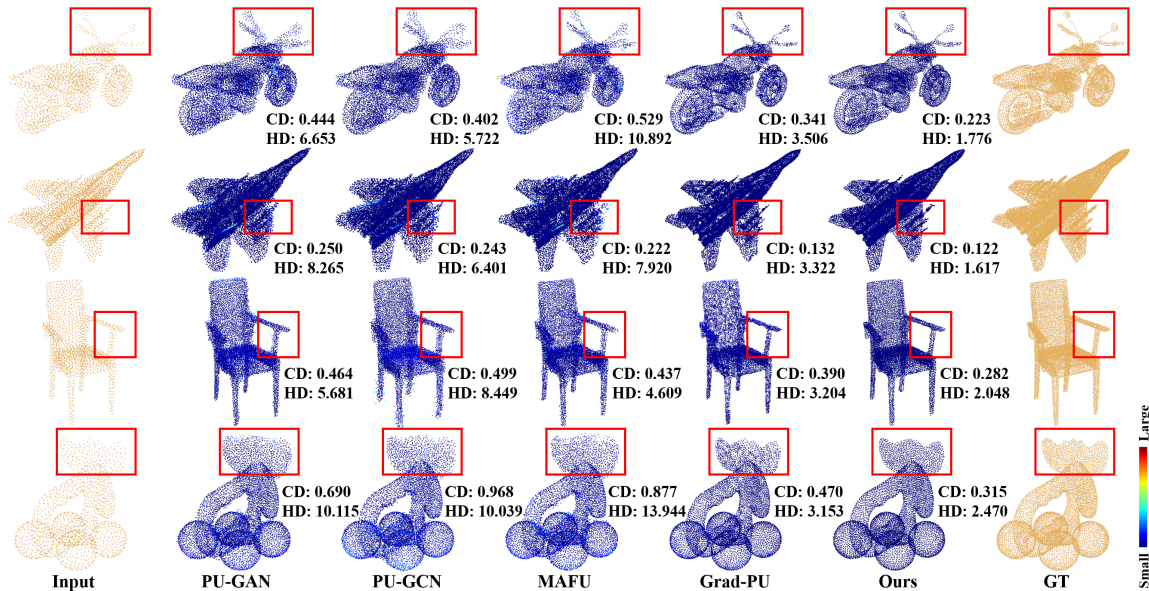 CD: 0.444
HD: 6.653
CD: 0.402
HD: 5.722
CD: 0.529
HD: 10.892
CD: 0.341
HD: 3.506
CD: 0.223
HD: 1.776
CD: 0.250
HD: 8.265
CD: 0.243
HD: 6.401
CD: 0.222
HD: 7.920
CD: 0.132
HD: 3.322
CD: 0.122
HD: 1.617
CD: 0.464
HD: 5.681
CD: 0.499
HD: 8.449
CD: 0.437
HD: 4.609
CD: 0.390
HD: 3.204
CD: 0.282
HD: 2.048
CD: 0.690
HD: 10.115
CD: 0.968
HD: 10.039
CD: 0.877
HD: 13.944
CD: 0.470
HD: 3.153
CD: 0.315
HD: 2.470
Small
Large
Input
PU-GAN
PU-GCN
MAFU
Grad-PU
Ours
GT